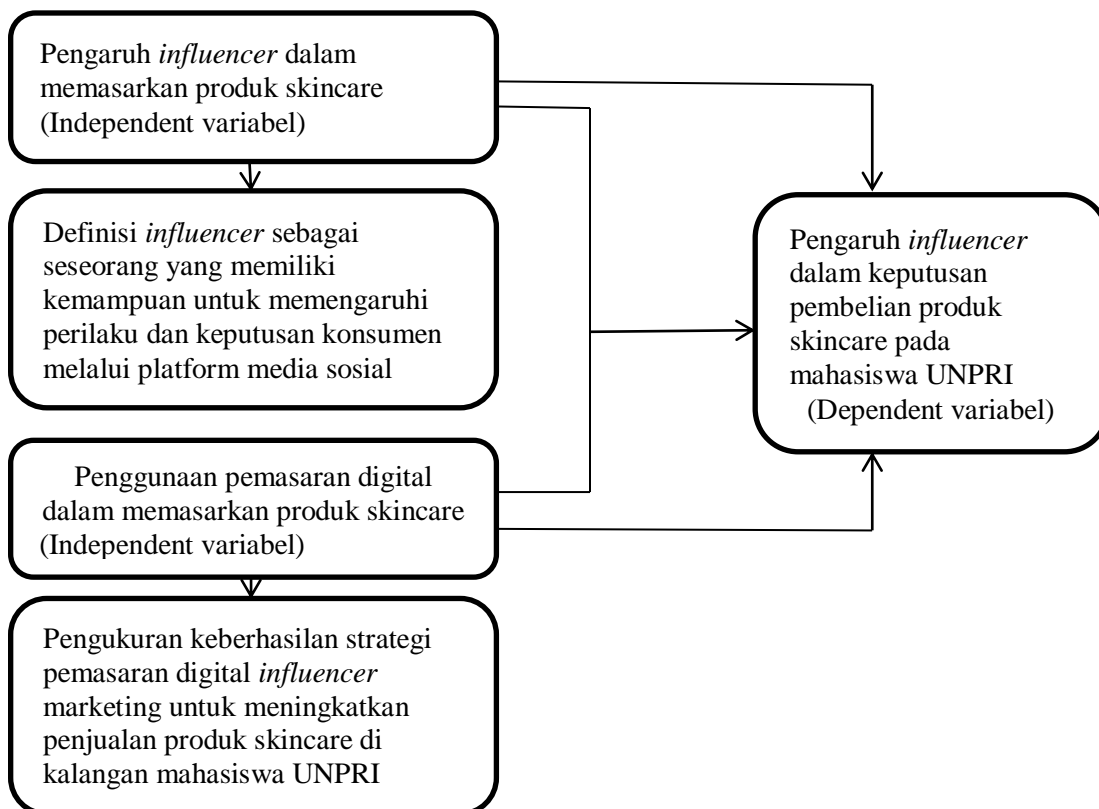 Pengaruh influencer dalam
memasarkan produk skincare
(Independent variabel)
Definisi influencer sebagai
seseorang yang memiliki
kemampuan untuk memengaruhi
perilaku dan keputusan konsumen
melalui platform media sosial
Pengaruh influencer
dalam keputusan
pembelian produk
skincare pada
mahasiswa UNPRI
(Dependent variabel)
Penggunaan pemasaran digital
dalam memasarkan produk skincare
(Independent variabel)
Pengukuran keberhasilan strategi
pemasaran digital influencer
marketing untuk meningkatkan
penjualan produk skincare di
kalangan mahasiswa UNPRI